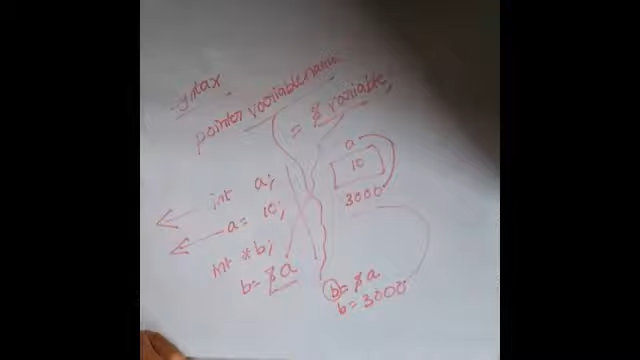 syntax
pointer variable name
= & variable
a
10
3000
int a;
a = 10;
int *b;
b = &a
b = &a
b = 3000